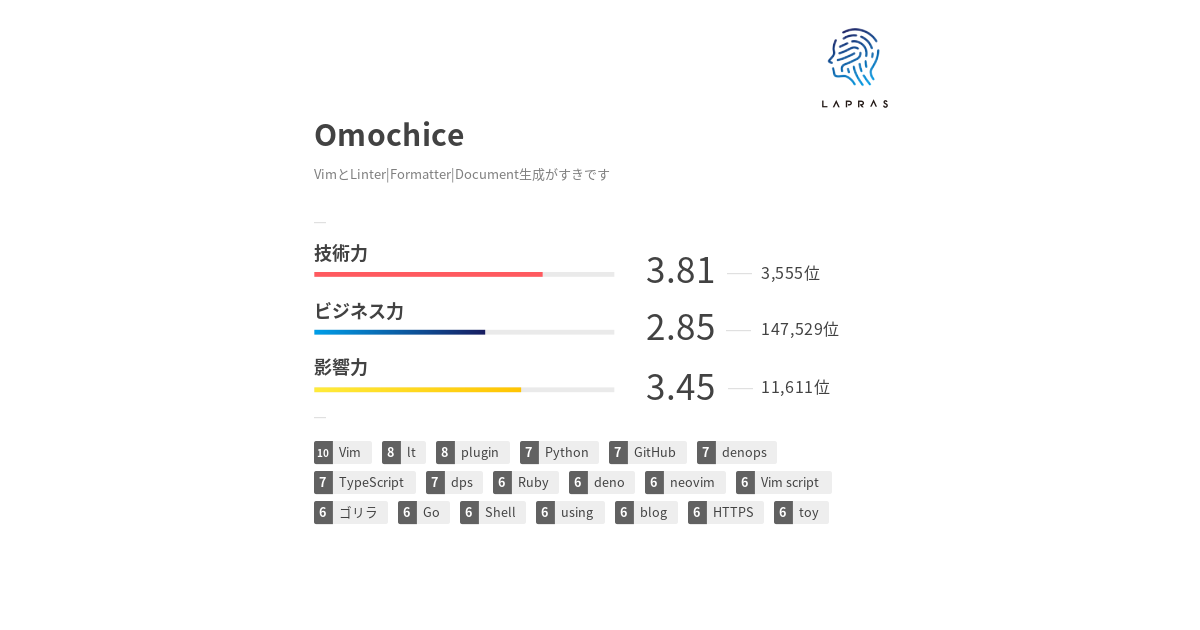 LAPRAS
Omochice
VimとLinter|Formatter|Document生成がすきです
技術力
3.81 3,555位
ビジネス力
2.85 147,529位
影響力
3.45 11,611位
10 Vim 8 lt 8 plugin 7 Python 7 GitHub 7 denops
7 TypeScript 7 dps 6 Ruby 6 deno 6 neovim 6 Vim script
6 ゴリラ 6 Go 6 Shell 6 using 6 blog 6 HTTPS 6 toy